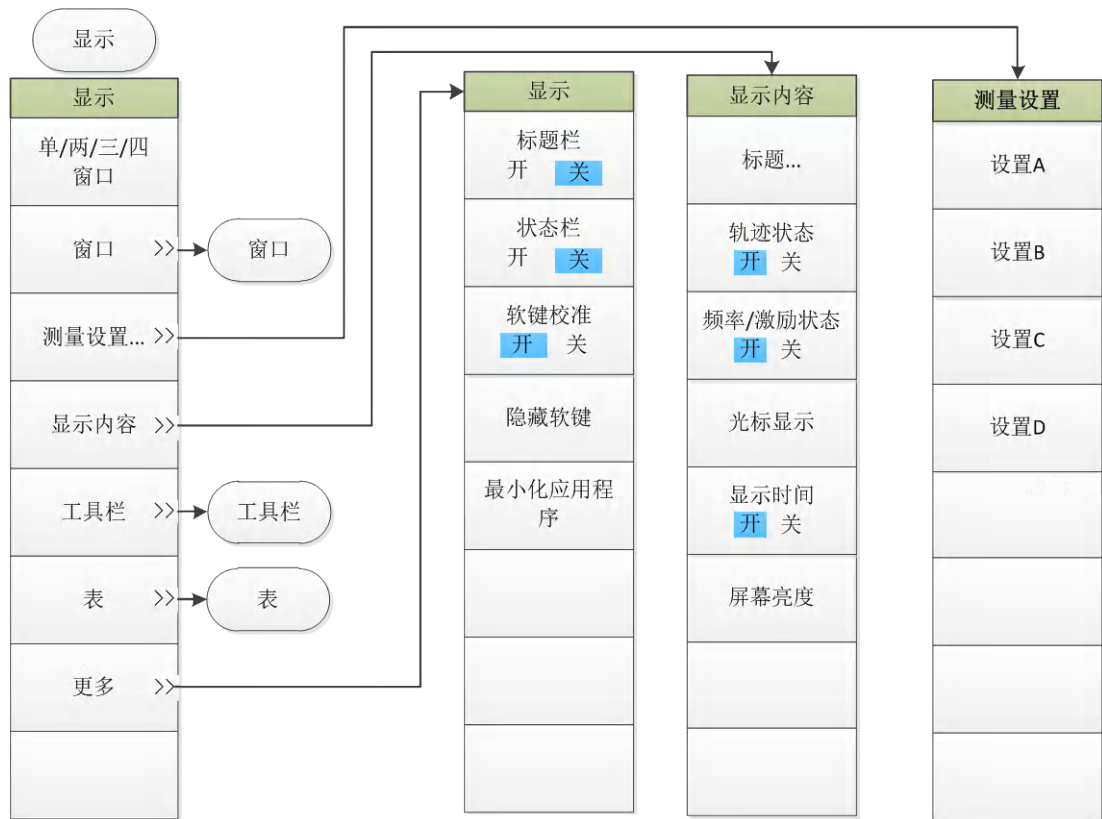 显示
显示
单/两/三/四
窗口
窗口 >>
窗口
测量设置... >>
显示内容 >>
工具栏 >>
工具栏
表 >>
表
更多 >>
显示
标题栏
开 关
状态栏
开 关
软键校准
开 关
隐藏软键
最小化应用程
序
显示内容
标题...
轨迹状态
开 关
频率/激励状态
开 关
光标显示
显示时间
开 关
屏幕亮度
测量设置
设置A
设置B
设置C
设置D